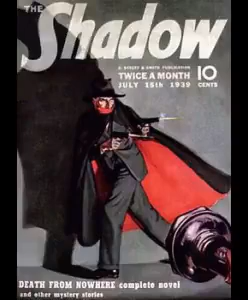 THE
Shadow
A STREET & SMITH PUBLICATION
TWICE A MONTH
JULY 15th 1939
10
CENTS
DEATH FROM NOWHERE complete novel
and other mystery stories